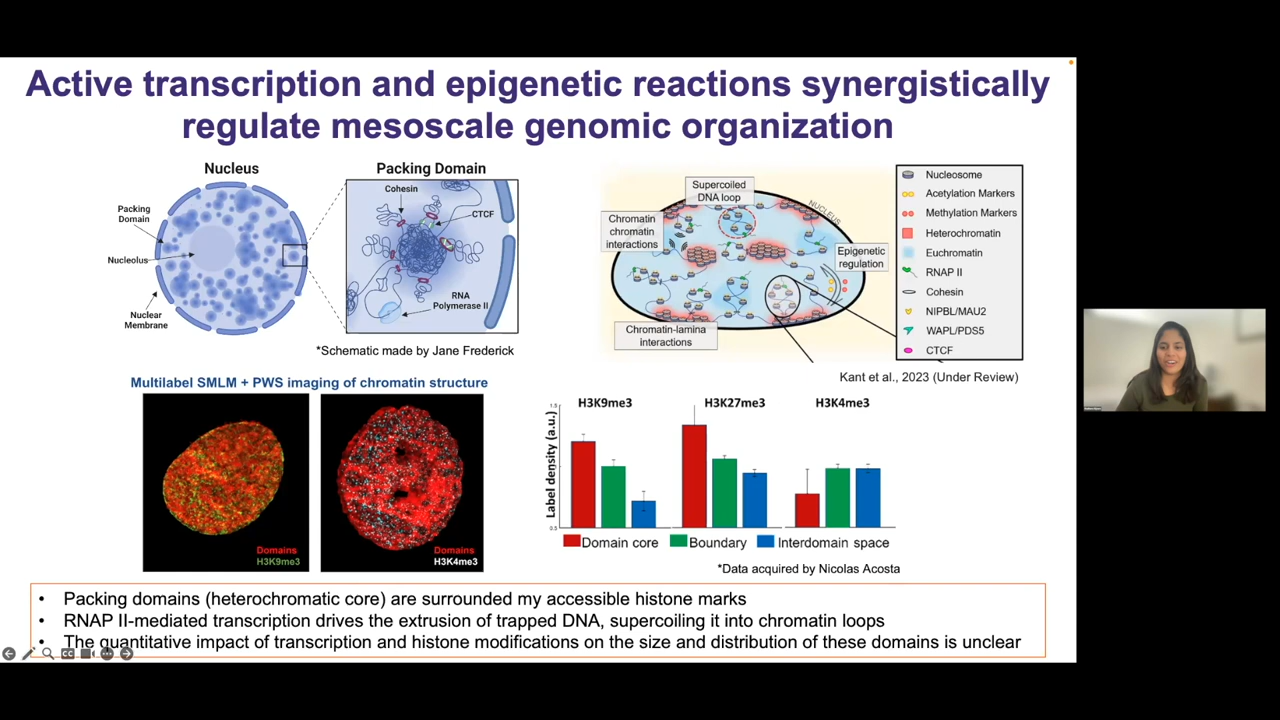 Active transcription and epigenetic reactions synergistically
regulate mesoscale genomic organization
Nucleus
Packing
Domain
Nucleolus
Nuclear
Membrane
Packing Domain
Cohesin
CTCF
RNA
Polymerase II
*Schematic made by Jane Frederick
Supercoiled
DNA loop
Chromatin
chromatin
interactions
NUCLEUS
Epigenetic
regulation
Chromatin-lamina
interactions
Nucleosome
Acetylation Markers
Methylation Markers
Heterochromatin
Euchromatin
RNAP II
Cohesin
NIPBL/MAU2
WAPL/PDS5
CTCF
Kant et al., 2023 (Under Review)
Multilabel SMLM + PWS imaging of chromatin structure
Domains
H3K9me3
Domains
H3K4me3
H3K9me3
H3K27me3
H3K4me3
Label density (a.u.)
1.5
0.5
Domain core
Boundary
Interdomain space
*Data acquired by Nicolas Acosta
• Packing domains (heterochromatic core) are surrounded my accessible histone marks
• RNAP II-mediated transcription drives the extrusion of trapped DNA, supercoiling it into chromatin loops
• The quantitative impact of transcription and histone modifications on the size and distribution of these domains is unclear